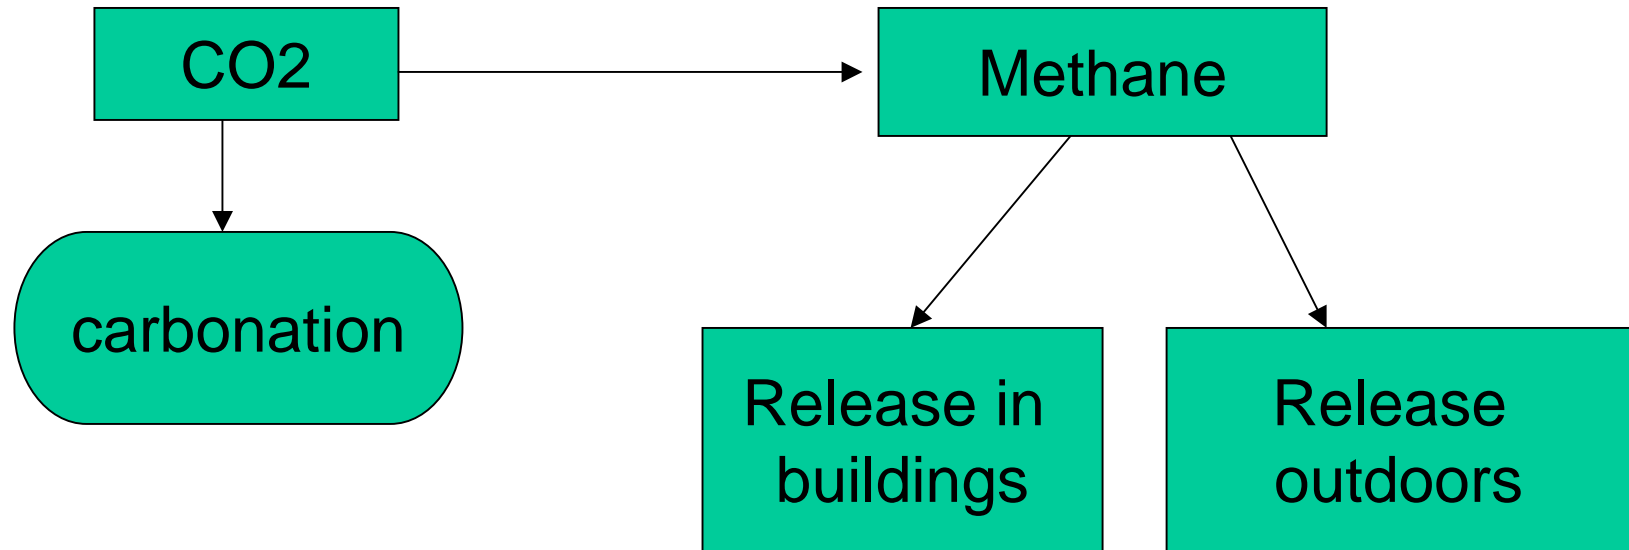 CO2
Methane
carbonation
Release in
buildings
Release
outdoors